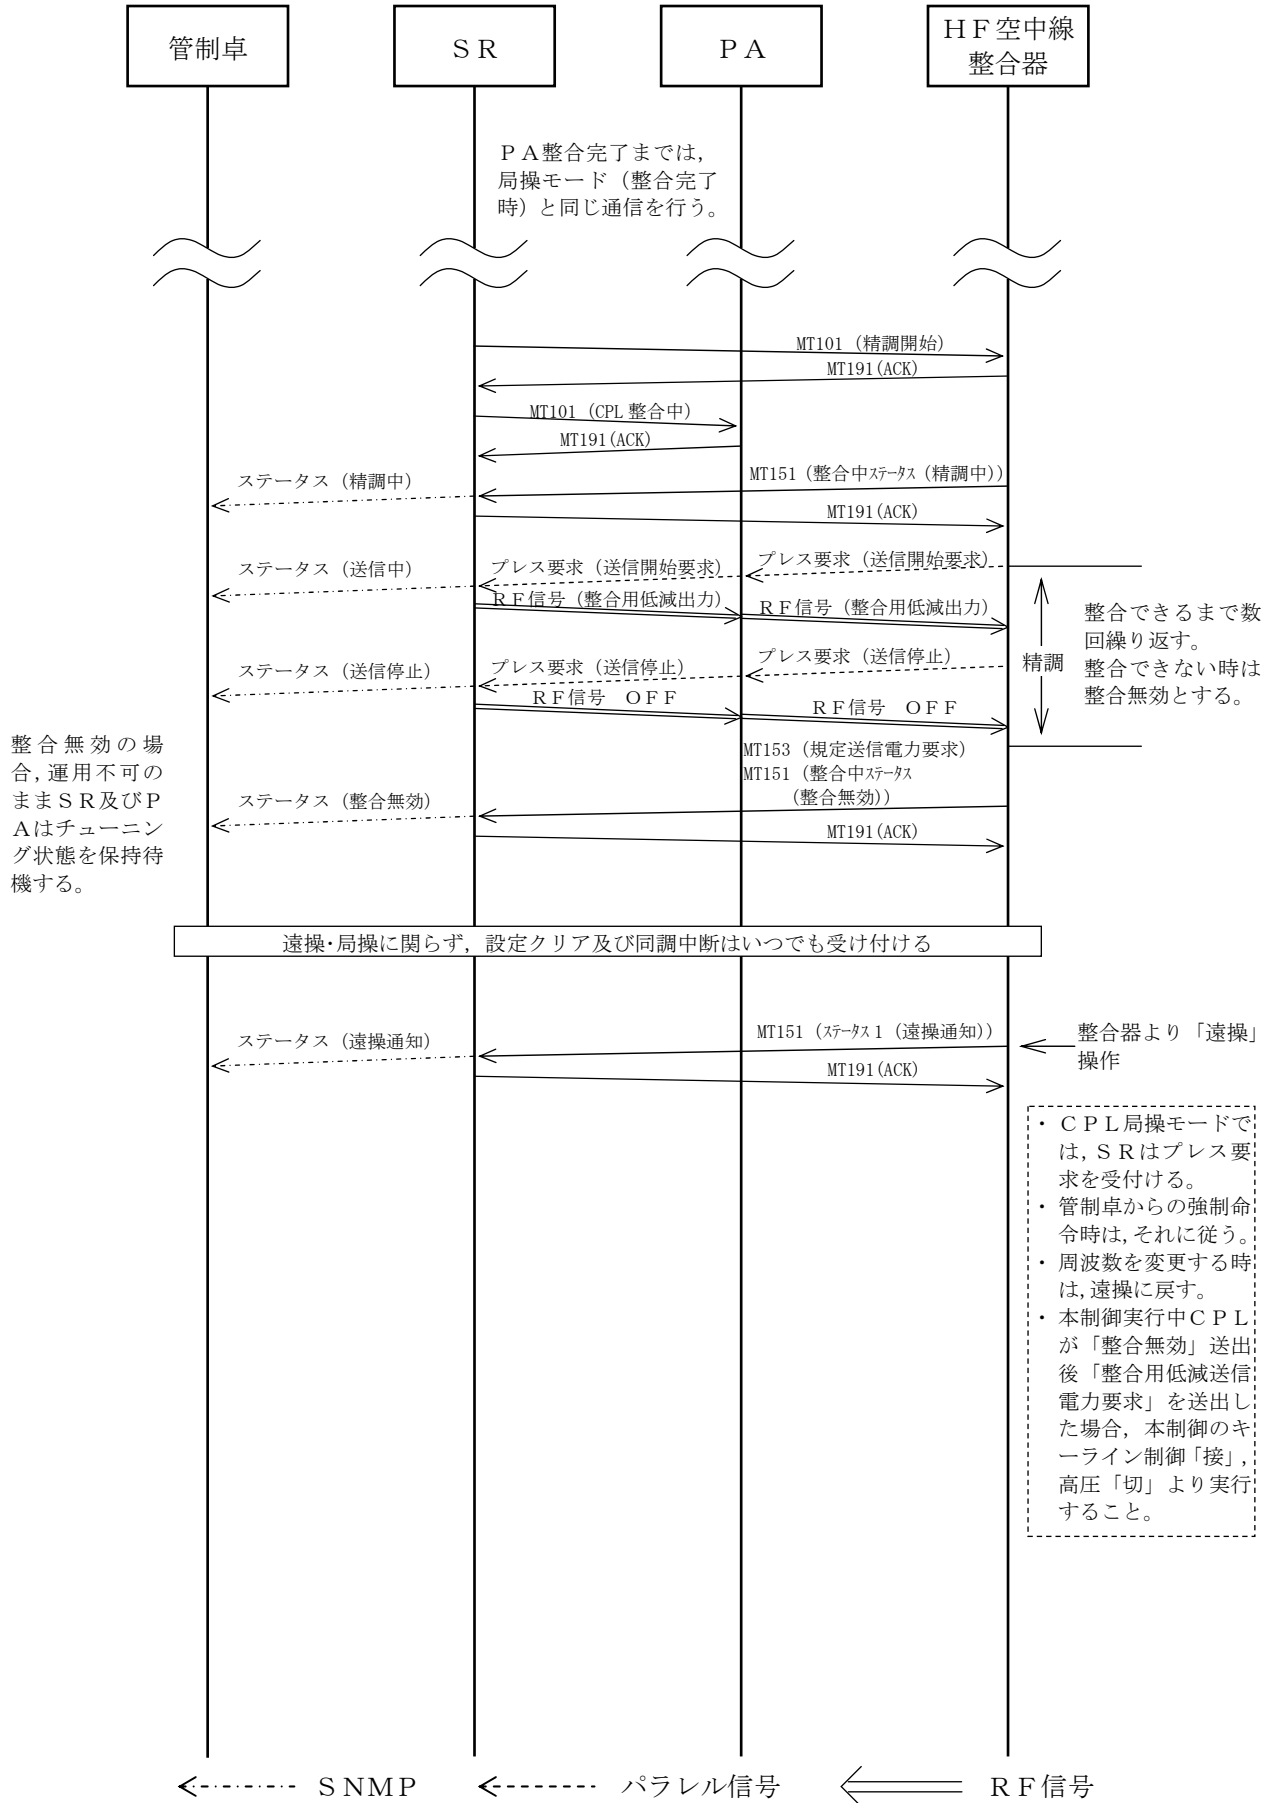 管制卓
ＳＲ
ＰＡ
ＨＦ空中線
整合器
ＰＡ整合完了までは，
局操モード（整合完了
時）と同じ通信を行う。
MT101（精調開始）
MT191(ACK)
MT101（CPL 整合中）
MT191(ACK)
MT151（整合中ｽﾃｰﾀｽ（精調中））
ステータス（精調中）
MT191(ACK)
プレス要求（送信開始要求）
プレス要求（送信開始要求）
ステータス（送信中）
ＲＦ信号（整合用低減出力）
ＲＦ信号（整合用低減出力）
整合できるまで数
回繰り返す。
整合できない時は
整合無効とする。
精調
プレス要求（送信停止）
プレス要求（送信停止）
ステータス（送信停止）
ＲＦ信号　ＯＦＦ
ＲＦ信号　ＯＦＦ
整合無効の場
合，運用不可の
ままＳＲ及びＰ
Ａはチューニン
グ状態を保持待
機する。
MT153（規定送信電力要求）
MT151（整合中ｽﾃｰﾀｽ
（整合無効））
ステータス（整合無効）
MT191(ACK)
遠操・局操に関らず，設定クリア及び同調中断はいつでも受け付ける
MT151（ｽﾃｰﾀｽ 1（遠操通知））
ステータス（遠操通知）
整合器より「遠操」
操作
MT191(ACK)
・ ＣＰＬ局操モードで
は，ＳＲはプレス要
求を受付ける。
・ 管制卓からの強制命
令時は，それに従う。
・ 周波数を変更する時
は，遠操に戻す。
・ 本制御実行中ＣＰＬ
が「整合無効」送出
後「整合用低減送信
電力要求」を送出し
た場合，本制御のキ
ーライン制御「接」，
高圧「切」より実行
すること。
ＳＮＭＰ
パラレル信号
ＲＦ信号